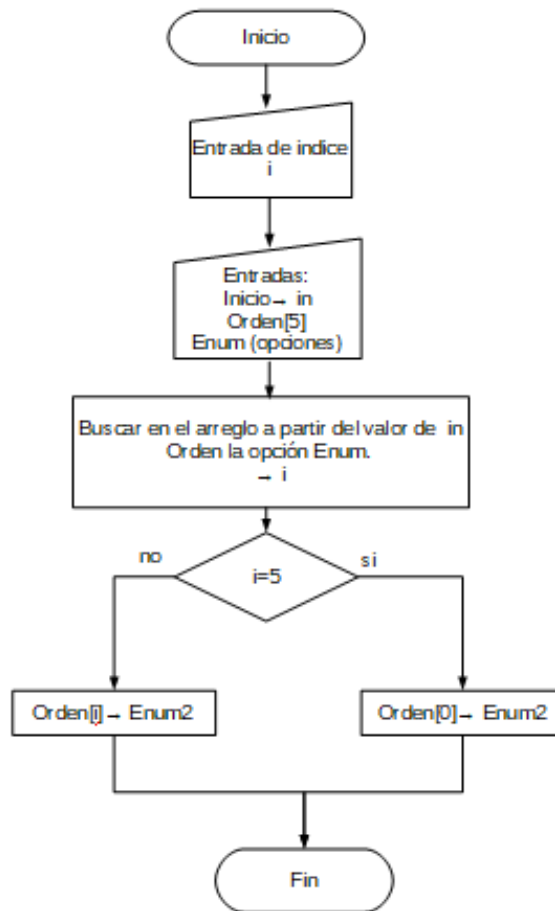 Inicio
Entrada de indice
i
Entradas:
Inicio→ in
Orden[5]
Enum (opciones)
Buscar en el arreglo a partir del valor de in
Orden la opción Enum.
→ i
no
si
i=5
Orden[i]→ Enum2
Orden[0]→ Enum2
Fin